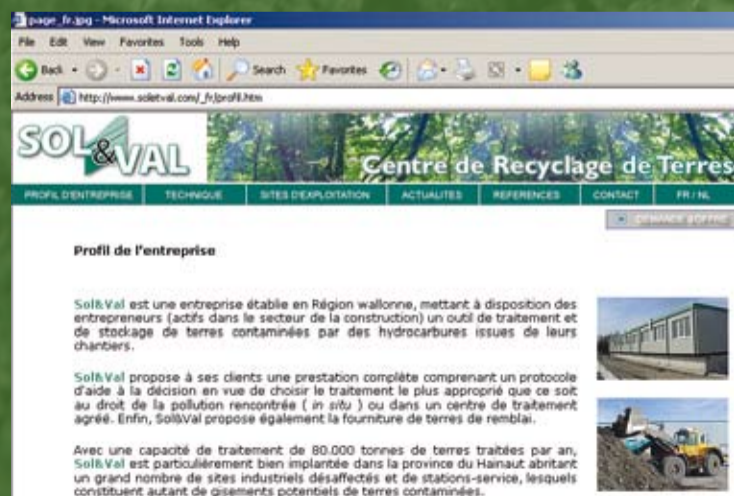 page_fr.jpg - Microsoft Internet Explorer
File Edit View Favorites Tools Help
Back Search Favorites
Address http://www.soletval.com/_fr/profil.htm
SOL&VAL
Centre de Recyclage de Terres
PROFIL D'ENTREPRISE TECHNIQUE SITES D'EXPLOITATION ACTUALITES REFERENCES CONTACT FR / NL
DEMANDE D'OFFRE
Profil de l'entreprise
Sol&Val est une entreprise établie en Région wallonne, mettant à disposition des
entrepreneurs (actifs dans le secteur de la construction) un outil de traitement et
de stockage de terres contaminées par des hydrocarbures issues de leurs
chantiers.
Sol&Val propose à ses clients une prestation complète comprenant un protocole
d'aide à la décision en vue de choisir le traitement le plus approprié que ce soit
au droit de la pollution rencontrée ( in situ ) ou dans un centre de traitement
agréé. Enfin, Sol&Val propose également la fourniture de terres de remblai.
Avec une capacité de traitement de 80.000 tonnes de terres traitées par an,
Sol&Val est particulièrement bien implantée dans la province du Hainaut abritant
un grand nombre de sites industriels désaffectés et de stations-service, lesquels
constituent autant de gisements potentiels de terres contaminées.